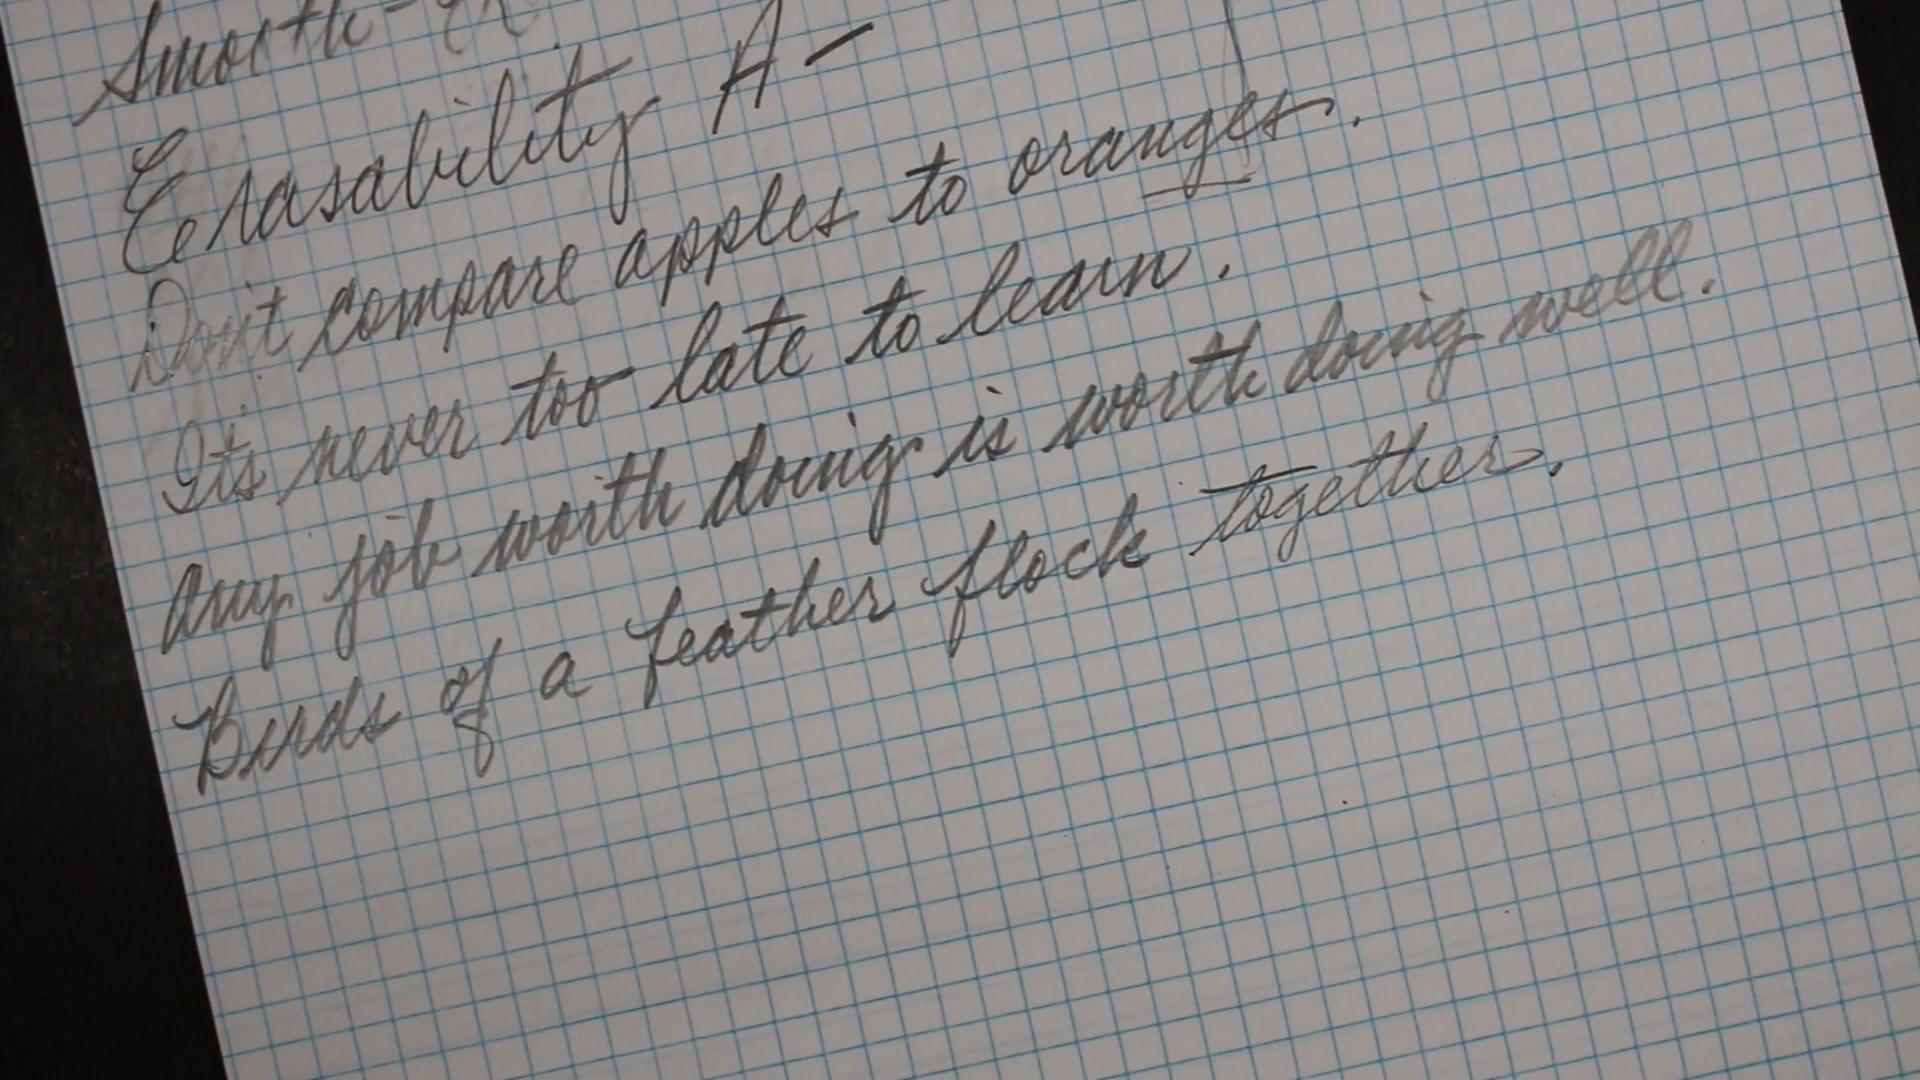 Smooth -
Erasability A -
Don't compare apples to oranges.
It's never too late to learn.
Any job worth doing is worth doing well.
Birds of a feather flock together.